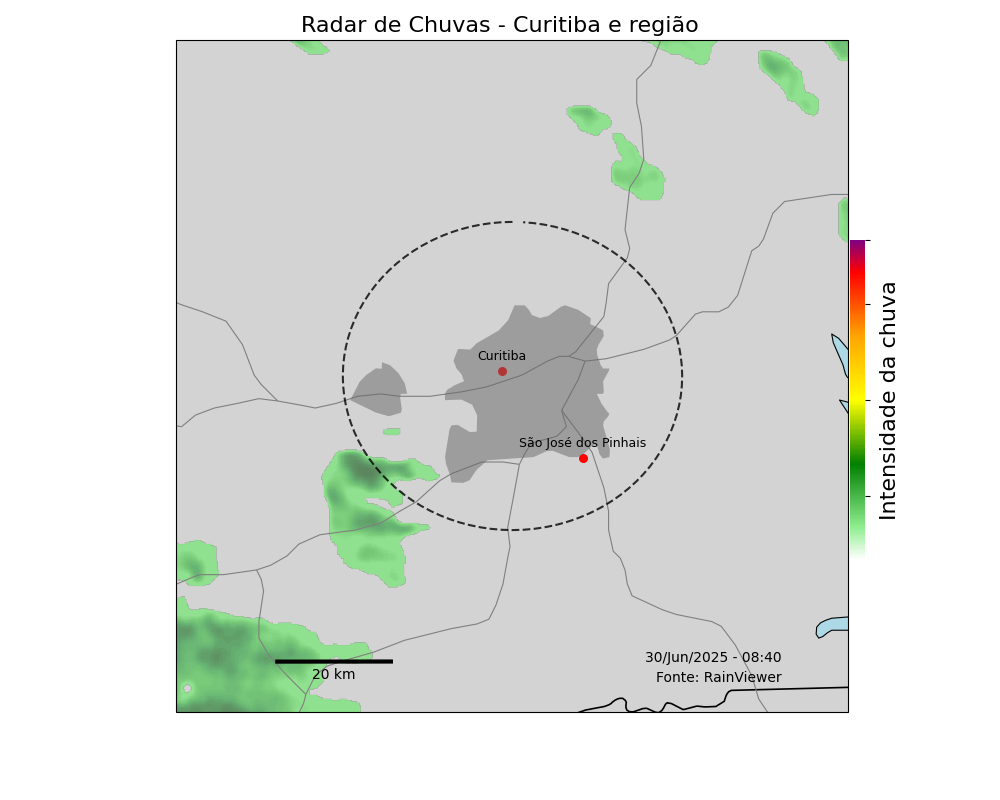 Radar de Chuvas - Curitiba e região
Curitiba
São José dos Pinhais
Intensidade da chuva
20 km
30/Jun/2025 - 08:40
Fonte: RainViewer